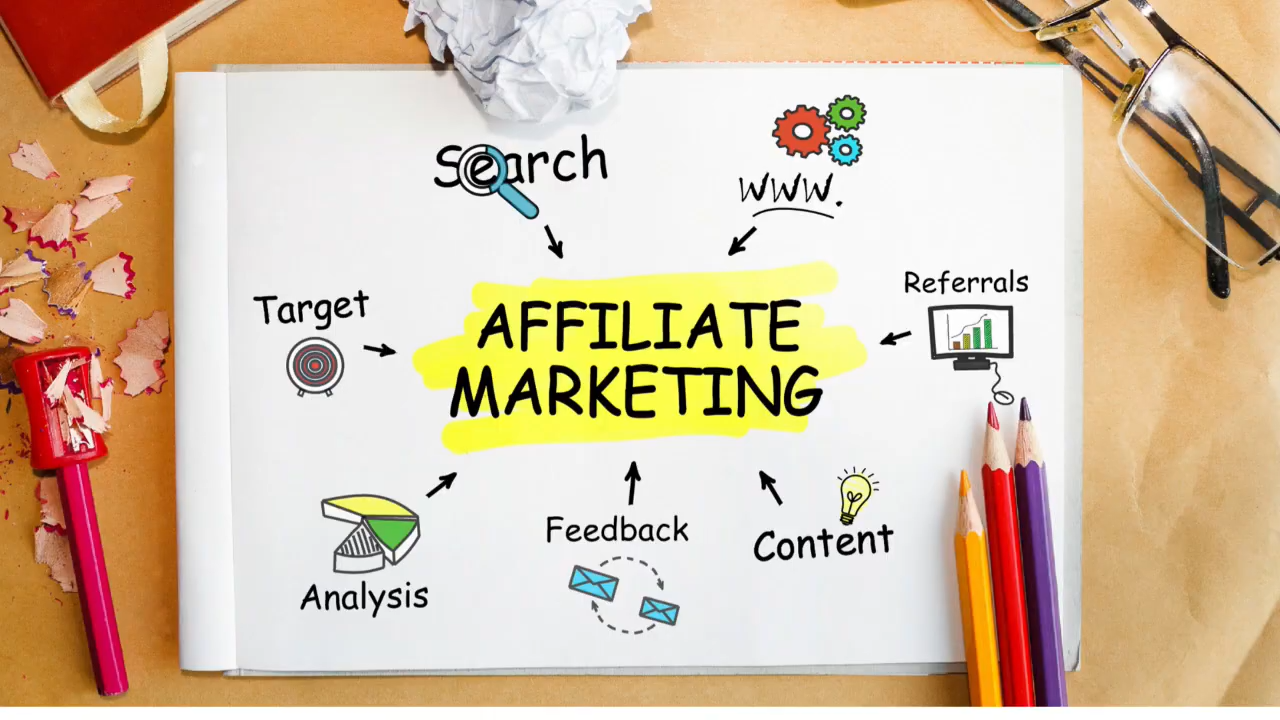 Search
www.
Target
AFFILIATE
MARKETING
Referrals
Analysis
Feedback
Content